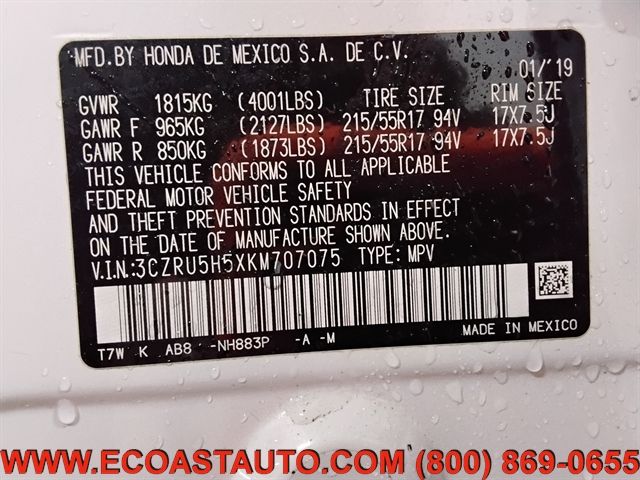 MFD.BY HONDA DE MEXICO S.A. DE C.V.
01/'19
GVWR 1815KG (4001LBS) TIRE SIZE RIM SIZE
GAWR F 965KG (2127LBS) 215/55R17 94V 17X7.5J
GAWR R 850KG (1873LBS) 215/55R17 94V 17X7.5J
THIS VEHICLE CONFORMS TO ALL APPLICABLE
FEDERAL MOTOR VEHICLE SAFETY
AND THEFT PREVENTION STANDARDS IN EFFECT
ON THE DATE OF MANUFACTURE SHOWN ABOVE.
V.I.N:3CZRU5H5XKM707075 TYPE: MPV
T7W K AB8 -NH883P -A -M
MADE IN MEXICO
WWW.ECOASTAUTO.COM (800) 869-0655